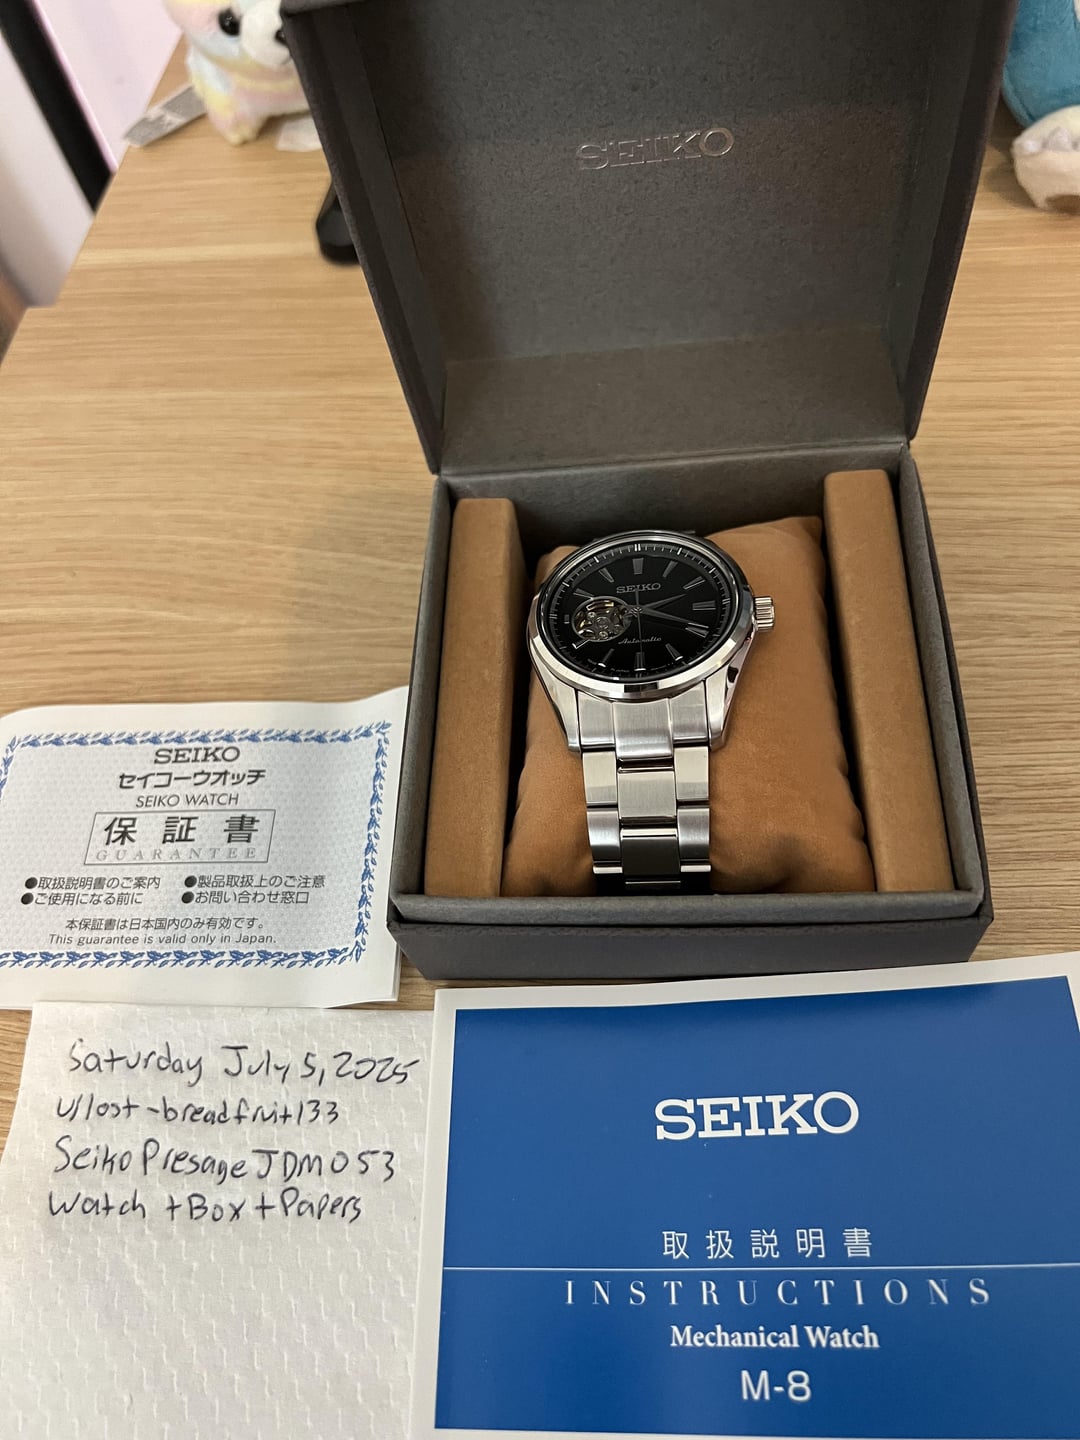 SEIKO
SEIKO
Automatic
SEIKO
セイコーウオッチ
SEIKO WATCH
保証書
GUARANTEE
●取扱説明書のご案内 ●製品取扱上のご注意
●ご使用になる前に ●お問い合わせ窓口
本保証書は日本国内のみ有効です。
This guarantee is valid only in Japan.
Saturday July 5, 2025
u/lost-breadfruit133
Seiko Presage JDM 053
Watch + Box + Papers
SEIKO
取扱説明書
INSTRUCTIONS
Mechanical Watch
M-8